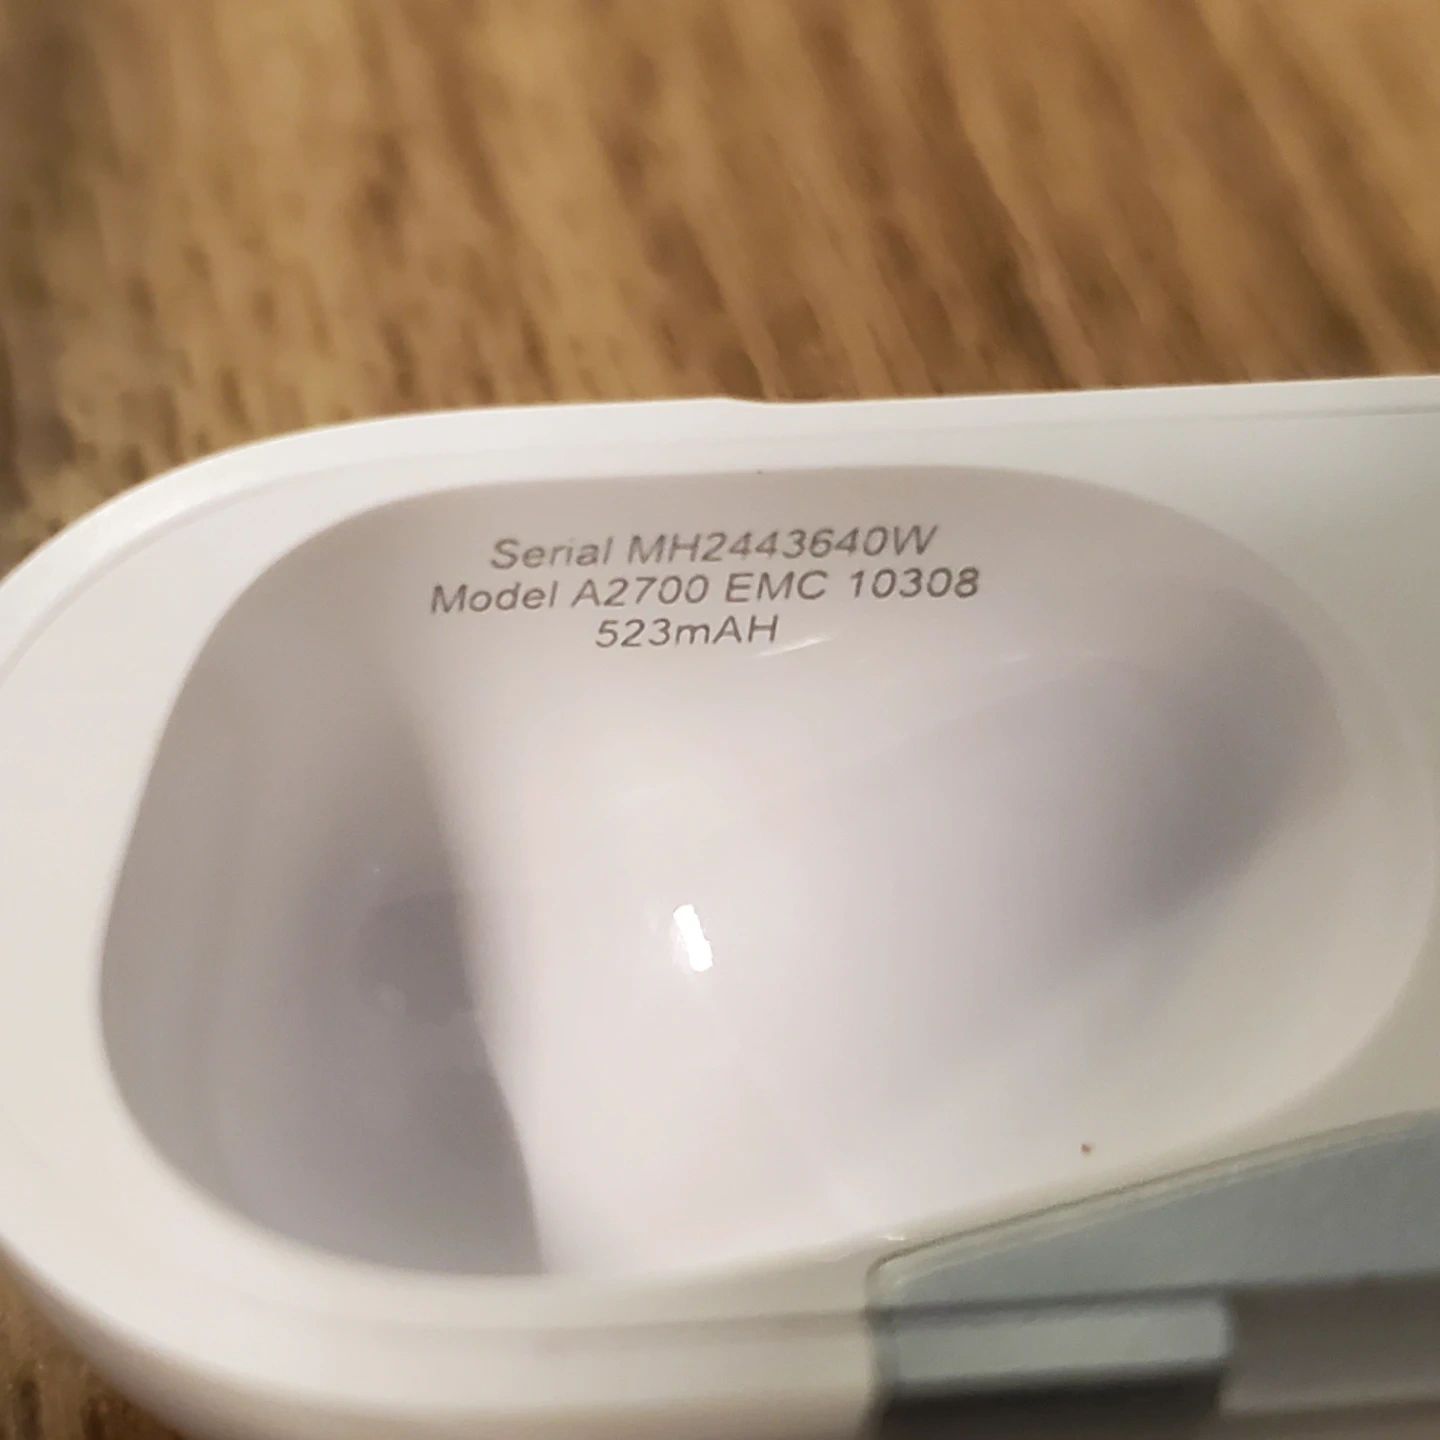 Serial MH2443640W
Model A2700 EMC 10308
523mAH